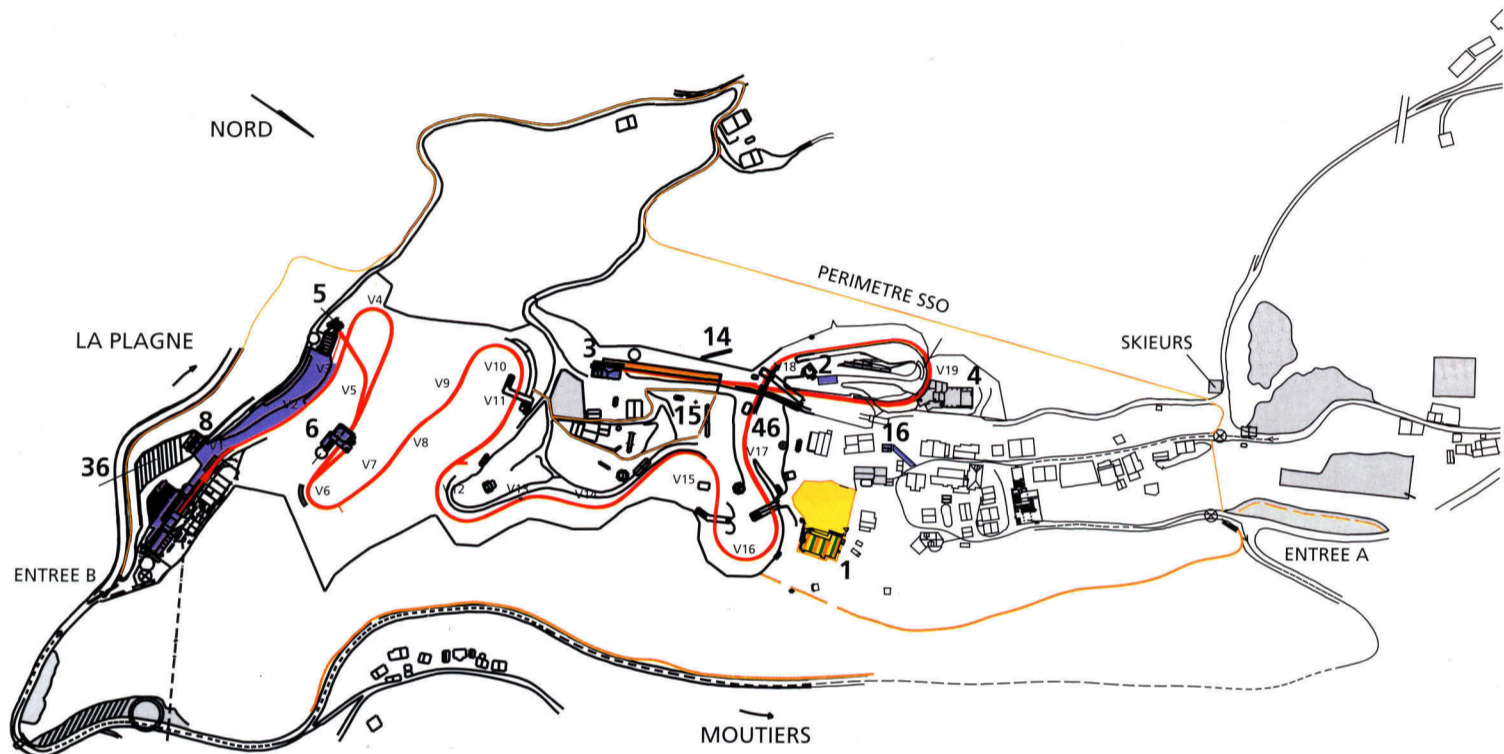 NORD
PERIMETRE SSO
LA PLAGNE
5
V4
3
14
SKIEURS
V10
V3
V5
V9
V18
2
V19
4
V2
V11
15
46
8
V1
6
V8
16
V17
36
V7
V6
V12
V13
V14
V15
V16
1
ENTREE A
ENTREE B
MOUTIERS